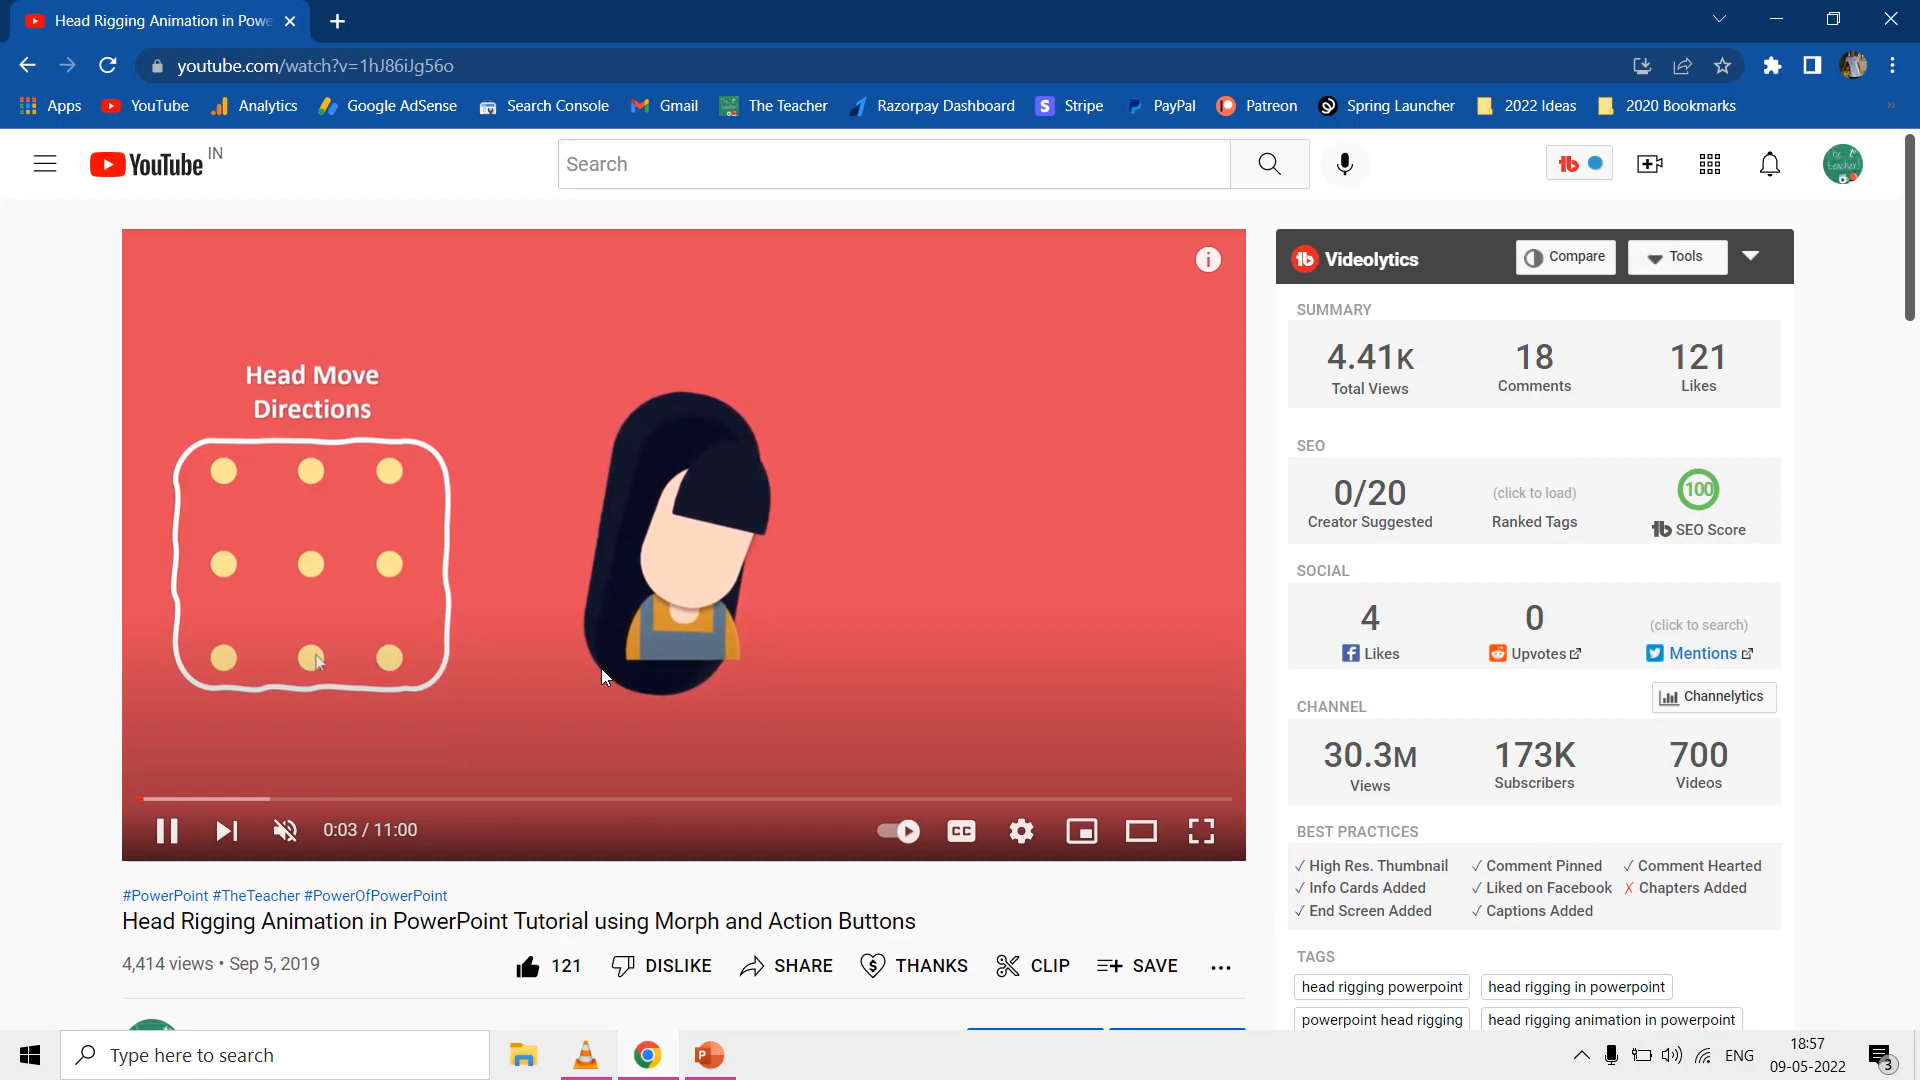 Head Rigging Animation in Powe
youtube.com/watch?v=1hJ86iJg56o
Apps YouTube Analytics Google AdSense Search Console Gmail The Teacher Razorpay Dashboard Stripe PayPal Patreon Spring Launcher 2022 Ideas 2020 Bookmarks
YouTube IN
Search
Head Move
Directions
0:03 / 11:00
CC
#PowerPoint #TheTeacher #PowerOfPowerPoint
Head Rigging Animation in PowerPoint Tutorial using Morph and Action Buttons
4,414 views • Sep 5, 2019
121 DISLIKE SHARE THANKS CLIP SAVE
Videolytics Compare Tools
SUMMARY
4.41K 18 121
Total Views Comments Likes
SEO
0/20 (click to load) 100
Creator Suggested Ranked Tags SEO Score
SOCIAL
4 0 (click to search)
Likes Upvotes Mentions
CHANNEL Channelytics
30.3M 173K 700
Views Subscribers Videos
BEST PRACTICES
✓ High Res. Thumbnail ✓ Comment Pinned ✓ Comment Hearted
✓ Info Cards Added ✓ Liked on Facebook ✗ Chapters Added
✓ End Screen Added ✓ Captions Added
TAGS
head rigging powerpoint head rigging in powerpoint
powerpoint head rigging head rigging animation in powerpoint
Type here to search
ENG
18:57
09-05-2022
3